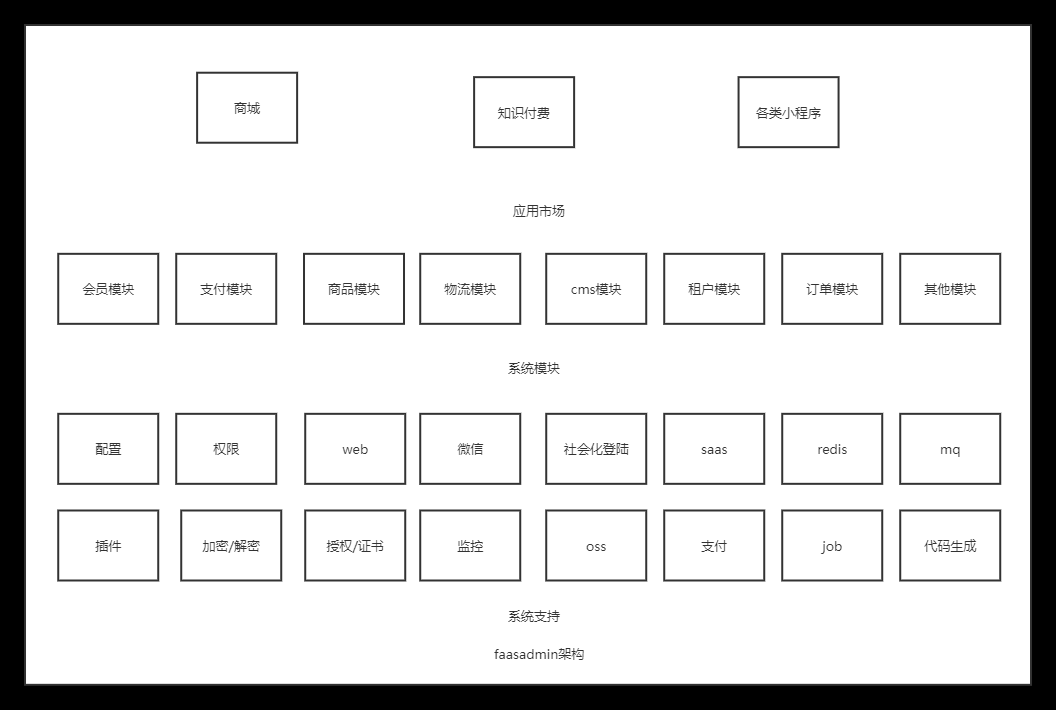 商城
知识付费
各类小程序
应用市场
会员模块
支付模块
商品模块
物流模块
cms模块
租户模块
订单模块
其他模块
系统模块
配置
权限
web
微信
社会化登陆
saas
redis
mq
插件
加密/解密
授权/证书
监控
oss
支付
job
代码生成
系统支持
faasadmin架构